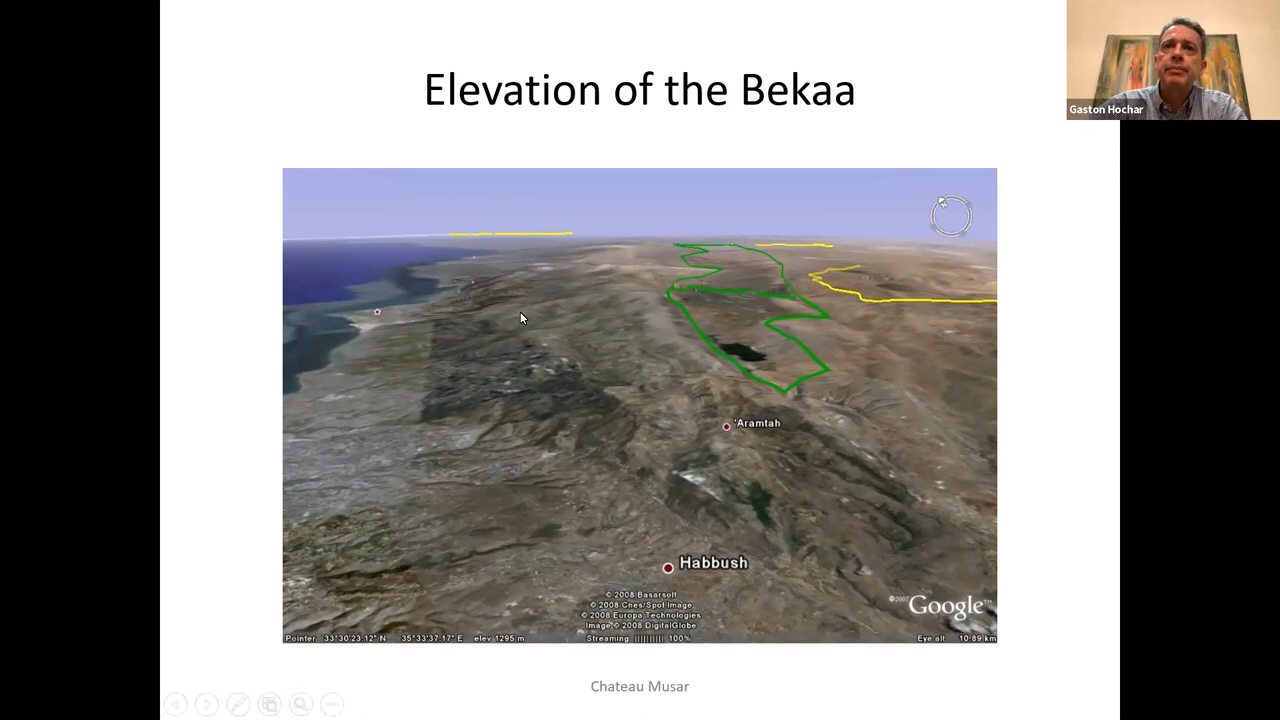 Elevation of the Bekaa
Gaston Hochar
'Aramtah
Habbush
© 2008 Basarsoft
© 2008 Cnes/Spot Image
© 2008 Europa Technologies
Image © 2008 DigitalGlobe
©2007 Google™
Pointer 33°30'23.12" N 35°33'37.17" E elev 1295 m
Streaming |||||||||| 100%
Eye alt 10.89 km
Chateau Musar